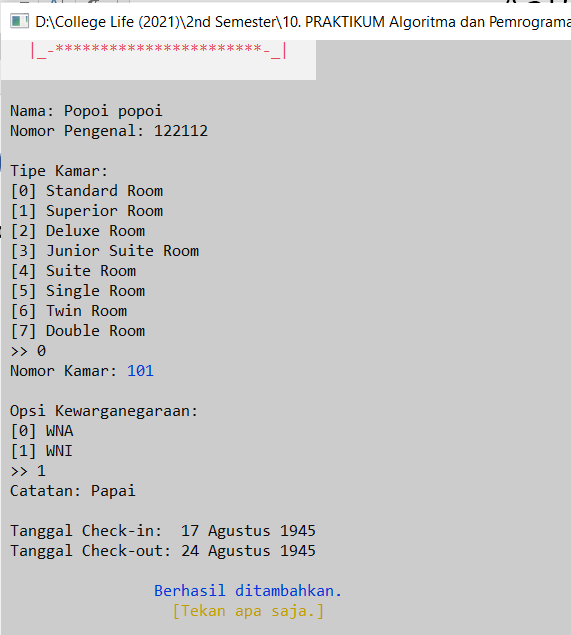 D:\College Life (2021)\2nd Semester\10. PRAKTIKUM Algoritma dan Pemrograma
|_-***********************-_|
Nama: Popoi popoi
Nomor Pengenal: 122112
Tipe Kamar:
[0] Standard Room
[1] Superior Room
[2] Deluxe Room
[3] Junior Suite Room
[4] Suite Room
[5] Single Room
[6] Twin Room
[7] Double Room
>> 0
Nomor Kamar: 101
Opsi Kewarganegaraan:
[0] WNA
[1] WNI
>> 1
Catatan: Papai
Tanggal Check-in:  17 Agustus 1945
Tanggal Check-out: 24 Agustus 1945
Berhasil ditambahkan.
[Tekan apa saja.]